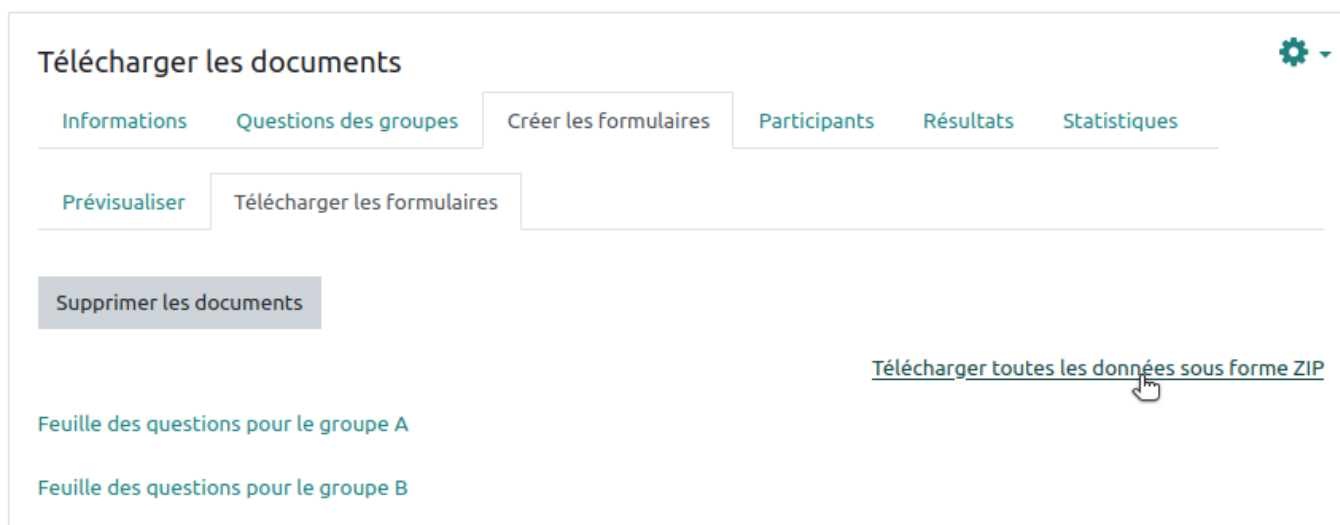 Télécharger les documents
Informations Questions des groupes Créer les formulaires Participants Résultats Statistiques
Prévisualiser Télécharger les formulaires
Supprimer les documents
Télécharger toutes les données sous forme ZIP
Feuille des questions pour le groupe A
Feuille des questions pour le groupe B